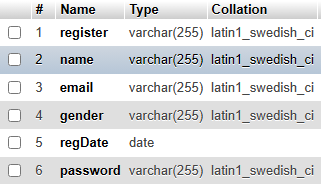 # Name Type Collation
1 register varchar(255) latin1_swedish_ci
2 name varchar(255) latin1_swedish_ci
3 email varchar(255) latin1_swedish_ci
4 gender varchar(255) latin1_swedish_ci
5 regDate date
6 password varchar(255) latin1_swedish_ci